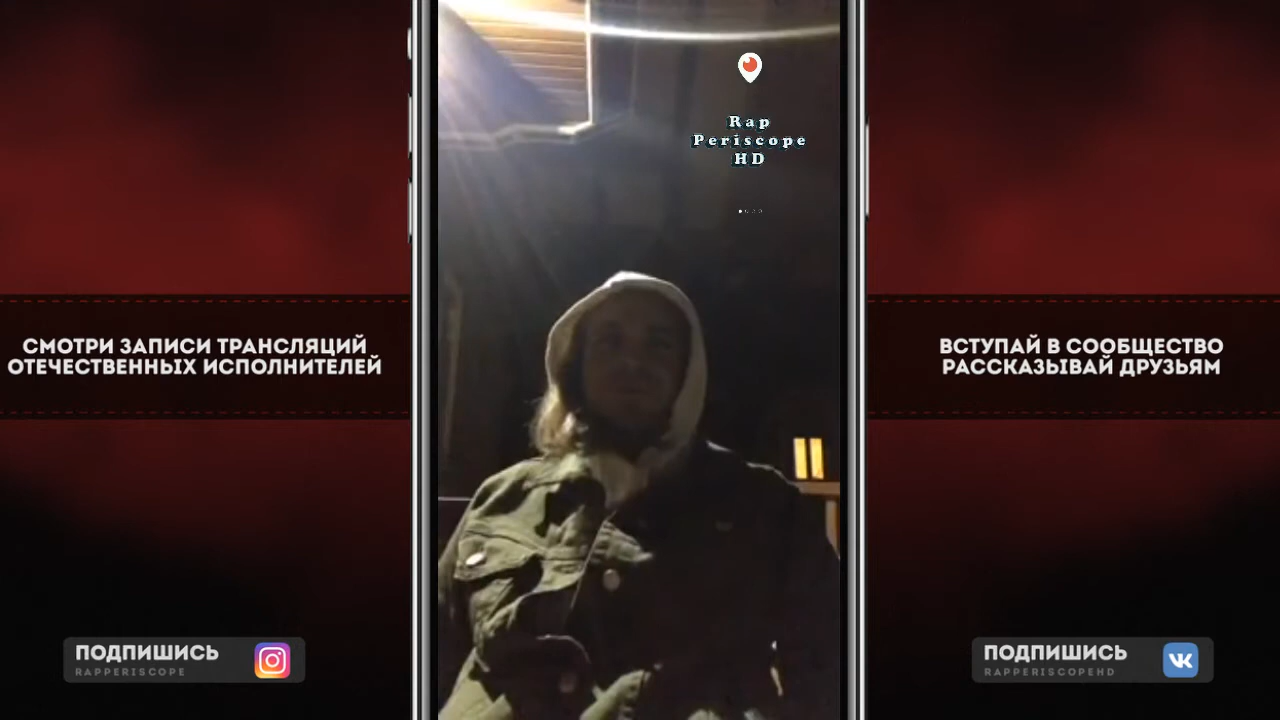 Rap
Periscope
HD
СМОТРИ ЗАПИСИ ТРАНСЛЯЦИЙ
ОТЕЧЕСТВЕННЫХ ИСПОЛНИТЕЛЕЙ
ВСТУПАЙ В СООБЩЕСТВО
РАССКАЗЫВАЙ ДРУЗЬЯМ
ПОДПИШИСЬ
RAPPERISCOPE
ПОДПИШИСЬ
RAPPERISCOPEHD